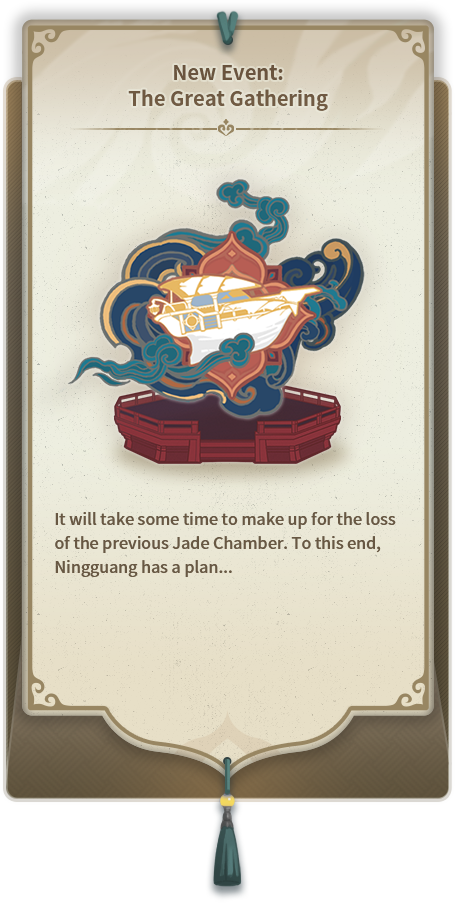 New Event:
The Great Gathering
It will take some time to make up for the loss
of the previous Jade Chamber. To this end,
Ningguang has a plan...